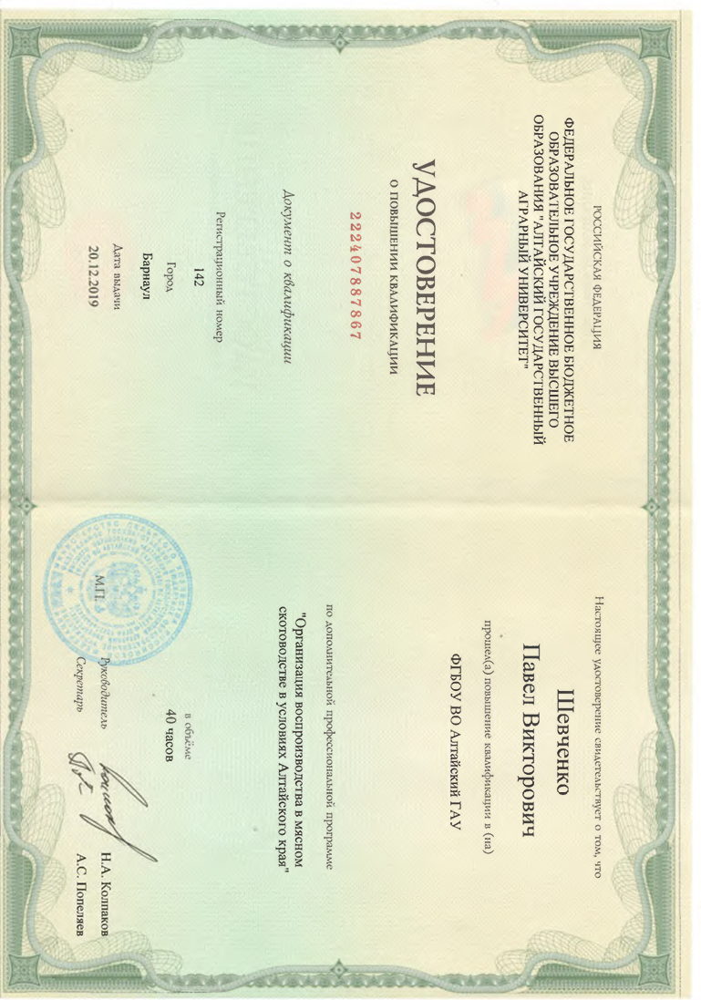 РОССИЙСКАЯ ФЕДЕРАЦИЯ
ФЕДЕРАЛЬНОЕ ГОСУДАРСТВЕННОЕ БЮДЖЕТНОЕ
ОБРАЗОВАТЕЛЬНОЕ УЧРЕЖДЕНИЕ ВЫСШЕГО
ОБРАЗОВАНИЯ "АЛТАЙСКИЙ ГОСУДАРСТВЕННЫЙ
АГРАРНЫЙ УНИВЕРСИТЕТ"
УДОСТОВЕРЕНИЕ
О ПОВЫШЕНИИ КВАЛИФИКАЦИИ
222407887867
Документ о квалификации
Регистрационный номер
142
Город
Барнаул
Дата выдачи
20.12.2019
Настоящее удостоверение свидетельствует о том, что
Шевченко
Павел Викторович
прошел(а) повышение квалификации в (на)
ФГБОУ ВО Алтайский ГАУ
по дополнительной профессиональной программе
"Организация воспроизводства в мясном
скотоводстве в условиях Алтайского края"
в объёме
40 часов
М.П.
Руководитель Н.А. Колпаков
Секретарь А.С. Попеляев